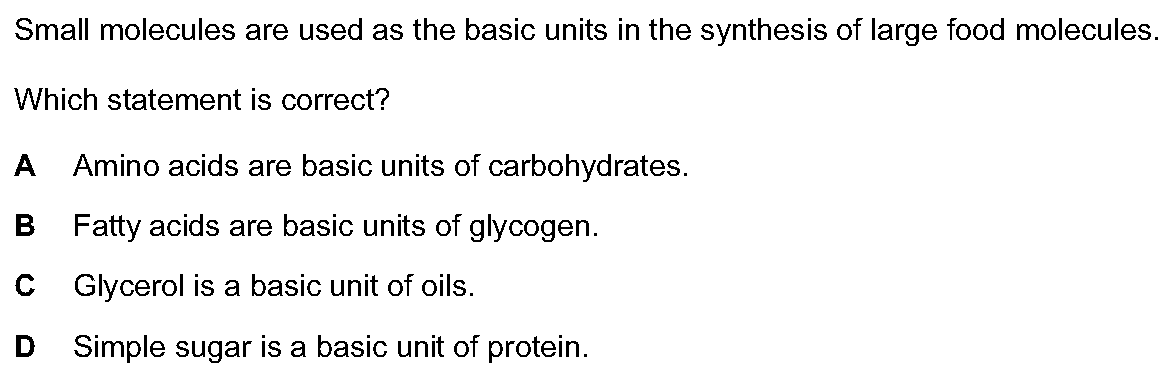 Small molecules are used as the basic units in the synthesis of large food molecules.
Which statement is correct?
A Amino acids are basic units of carbohydrates.
B Fatty acids are basic units of glycogen.
C Glycerol is a basic unit of oils.
D Simple sugar is a basic unit of protein.